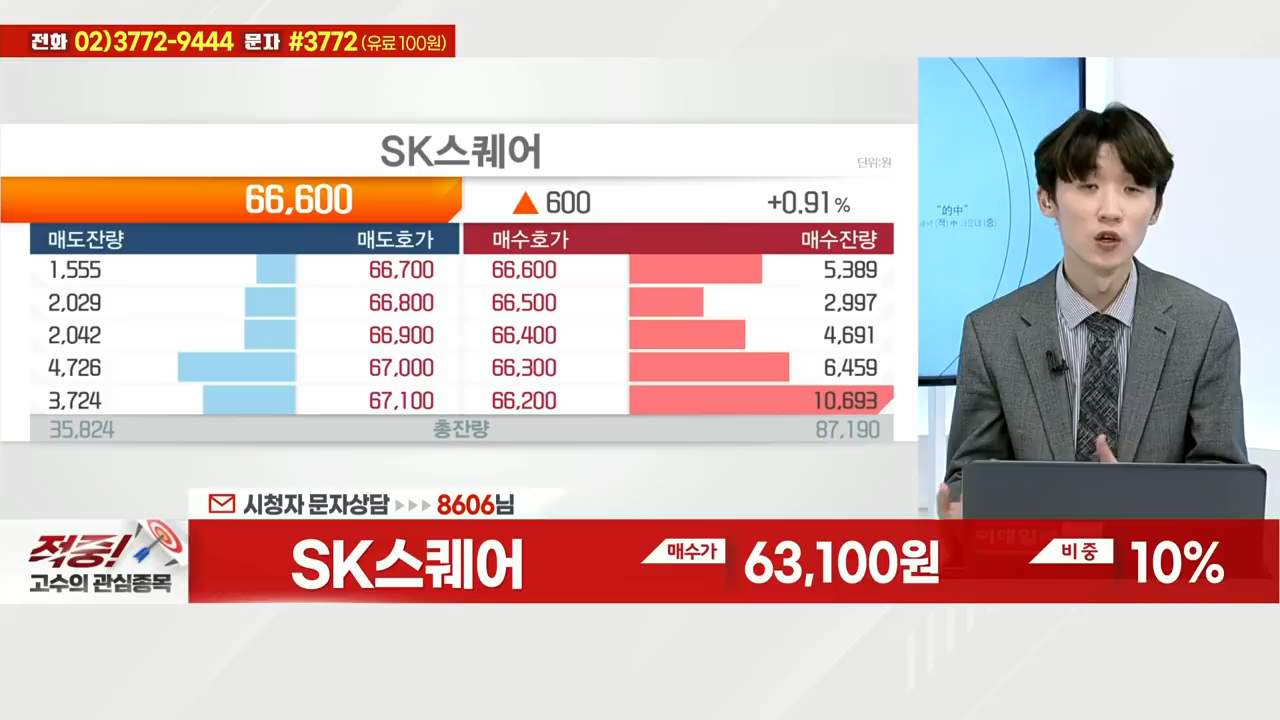 전화 02)3772-9444 문자 #3772 (유료 100원)
SK스퀘어
단위:원
66,600 ▲ 600 +0.91%
매도잔량 매도호가 매수호가 매수잔량
1,555 66,700 66,600 5,389
2,029 66,800 66,500 2,997
2,042 66,900 66,400 4,691
4,726 67,000 66,300 6,459
3,724 67,100 66,200 10,693
35,824 총잔량 87,190
"的中"
시청자 문자상담 ▸▸▸ 8606님
적중!
고수의 관심종목
SK스퀘어 매수가 63,100원 비중 10%